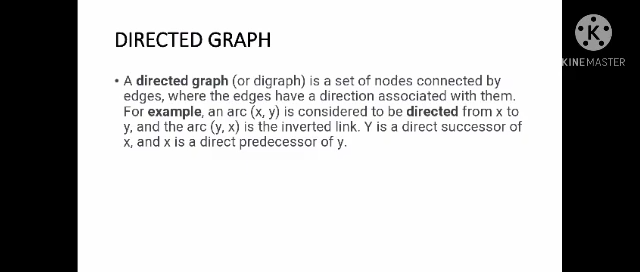 DIRECTED GRAPH
• A directed graph (or digraph) is a set of nodes connected by
edges, where the edges have a direction associated with them.
For example, an arc (x, y) is considered to be directed from x to
y, and the arc (y, x) is the inverted link. Y is a direct successor of
x, and x is a direct predecessor of y.
K
KINEMASTER